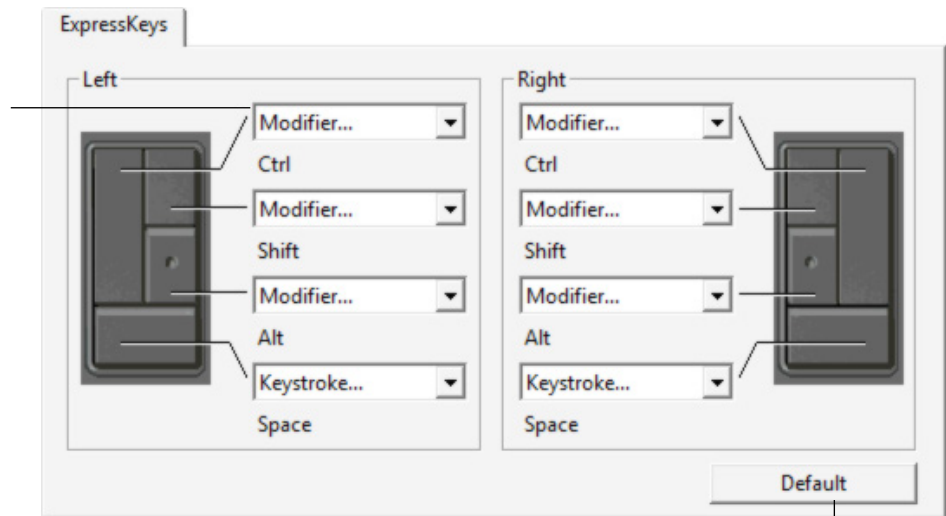 ExpressKeys
Left
Modifier...
Ctrl
Modifier...
Shift
Modifier...
Alt
Keystroke...
Space
Right
Modifier...
Ctrl
Modifier...
Shift
Modifier...
Alt
Keystroke...
Space
Default